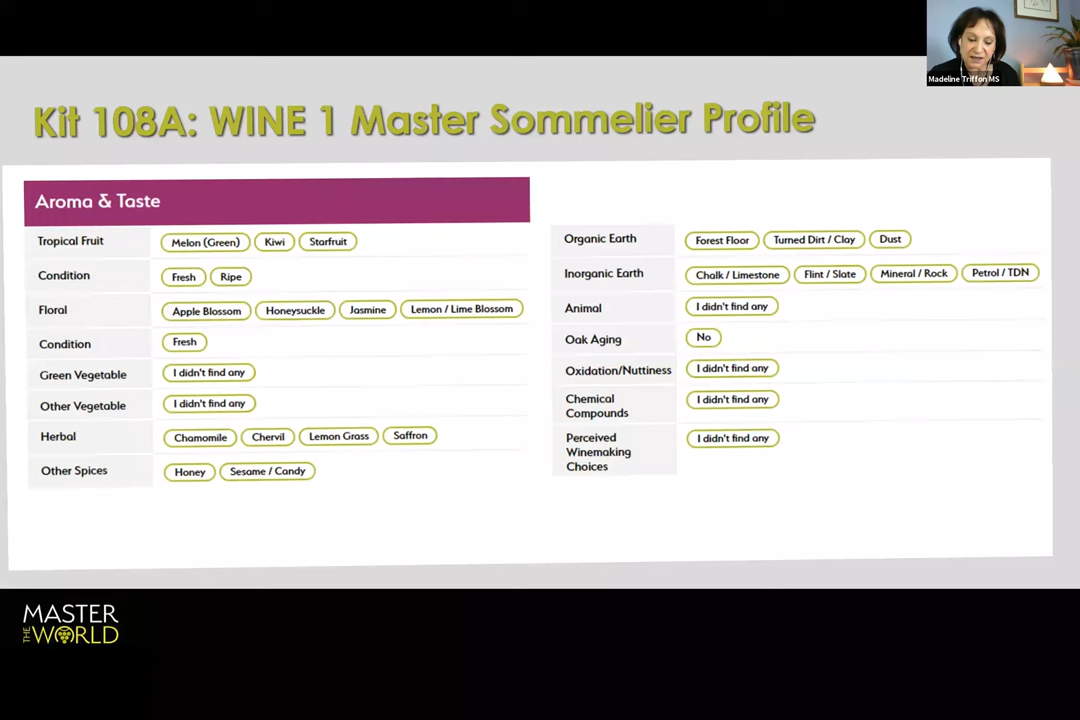 Madeline Triffon MS
Kit 108A: WINE 1 Master Sommelier Profile
Aroma & Taste
Tropical Fruit Melon (Green) Kiwi Starfruit
Condition Fresh Ripe
Floral Apple Blossom Honeysuckle Jasmine Lemon / Lime Blossom
Condition Fresh
Green Vegetable I didn't find any
Other Vegetable I didn't find any
Herbal Chamomile Chervil Lemon Grass Saffron
Other Spices Honey Sesame / Candy
Organic Earth Forest Floor Turned Dirt / Clay Dust
Inorganic Earth Chalk / Limestone Flint / Slate Mineral / Rock Petrol / TDN
Animal I didn't find any
Oak Aging No
Oxidation/Nuttiness I didn't find any
Chemical I didn't find any
Compounds
Perceived I didn't find any
Winemaking
Choices
MASTER
THE WORLD